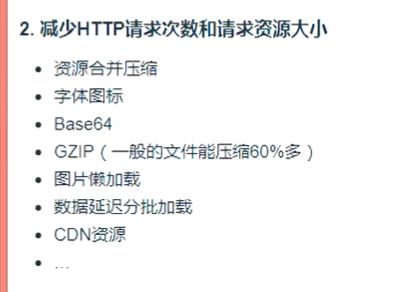 2. 减少HTTP请求次数和请求资源大小
• 资源合并压缩
• 字体图标
• Base64
• GZIP（一般的文件能压缩60%多）
• 图片懒加载
• 数据延迟分批加载
• CDN资源
• ...